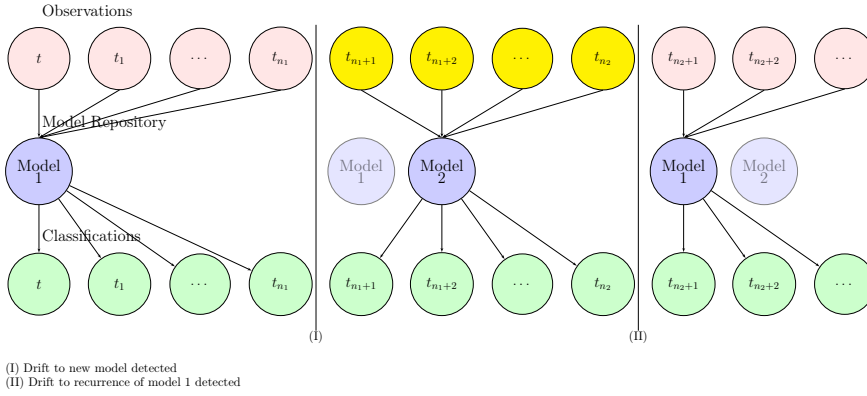 Observations
t t₁ ⋯ tₙ₁ tₙ₁₊₁ tₙ₁₊₂ ⋯ tₙ₂ tₙ₂₊₁ tₙ₂₊₂ ⋯
Model Repository
Model Model Model Model Model
1 1 2 1 2
Classifications
t t₁ ⋯ tₙ₁ tₙ₁₊₁ tₙ₁₊₂ ⋯ tₙ₂ tₙ₂₊₁ tₙ₂₊₂ ⋯
(I) (II)
(I) Drift to new model detected
(II) Drift to recurrence of model 1 detected